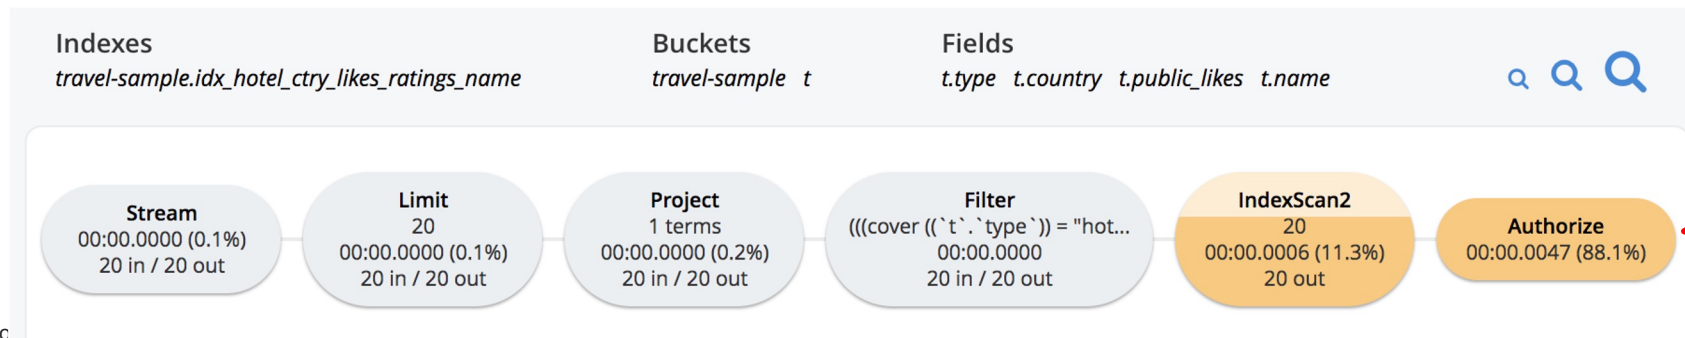 Indexes
travel-sample.idx_hotel_ctry_likes_ratings_name
Buckets
travel-sample t
Fields
t.type t.country t.public_likes t.name
Stream
00:00.0000 (0.1%)
20 in / 20 out
Limit
20
00:00.0000 (0.1%)
20 in / 20 out
Project
1 terms
00:00.0000 (0.2%)
20 in / 20 out
Filter
(((cover ((`t`.`type`)) = "hot...
00:00.0000
20 in / 20 out
IndexScan2
20
00:00.0006 (11.3%)
20 out
Authorize
00:00.0047 (88.1%)